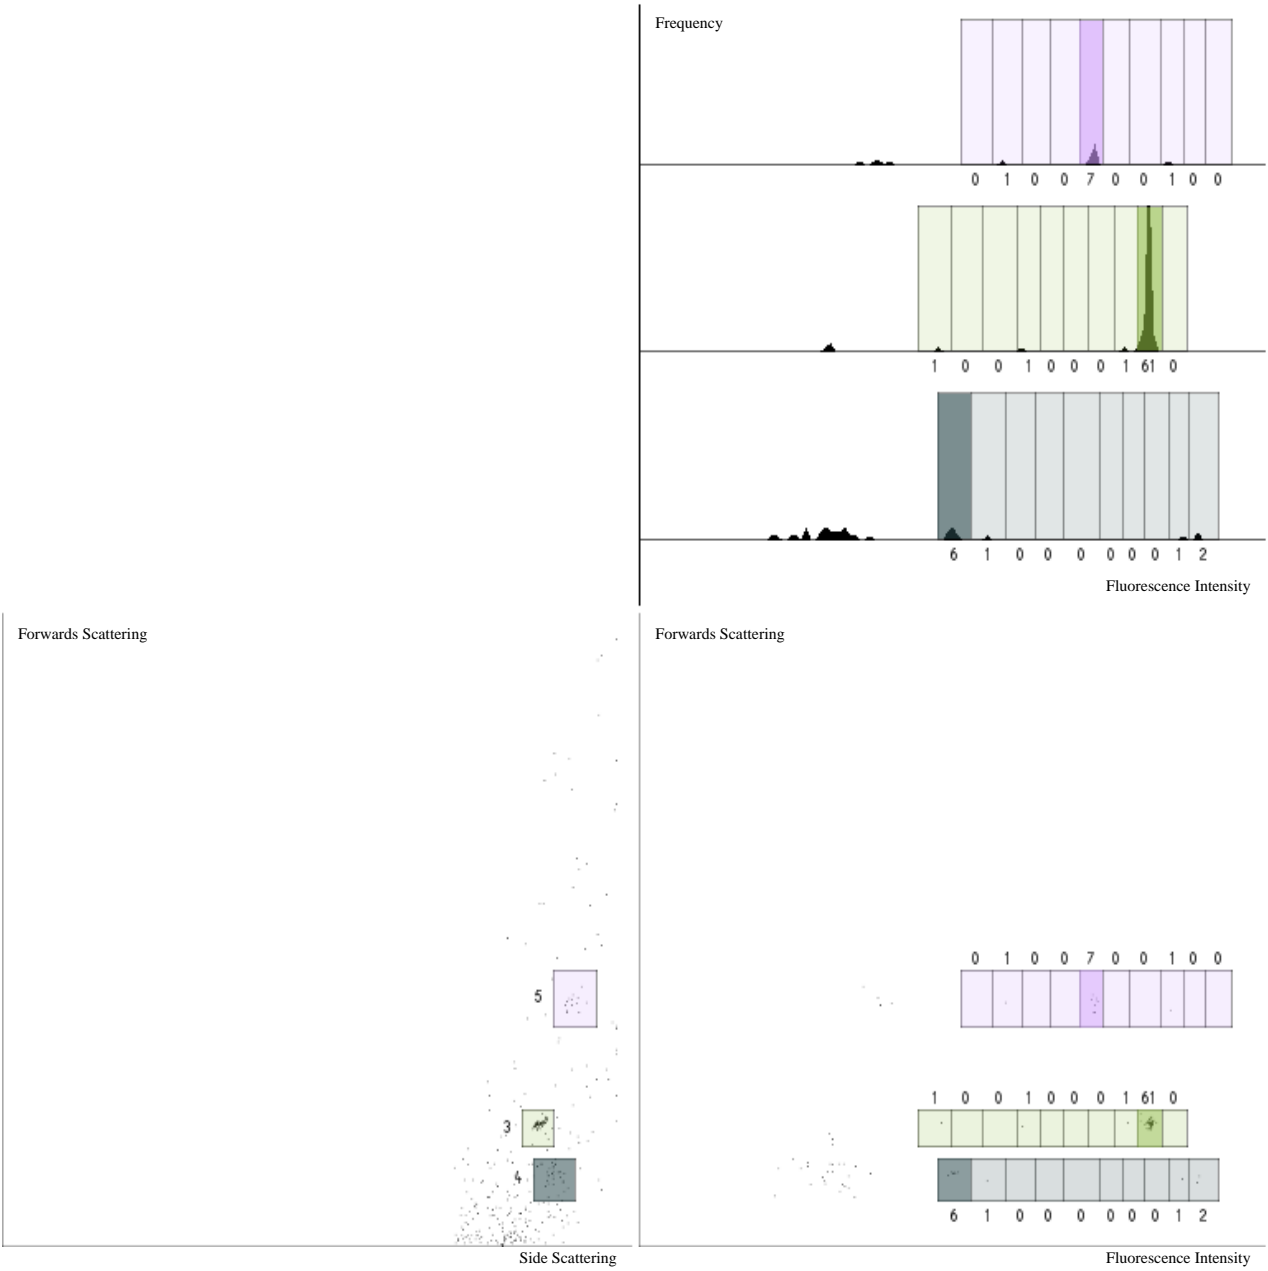 Frequency
0 1 0 0 7 0 0 1 0 0
1 0 0 1 0 0 0 1 61 0
6 1 0 0 0 0 0 0 1 2
Fluorescence Intensity
Forwards Scattering
5
3
4
Side Scattering
Forwards Scattering
0 1 0 0 7 0 0 1 0 0
1 0 0 1 0 0 0 1 61 0
6 1 0 0 0 0 0 0 1 2
Fluorescence Intensity